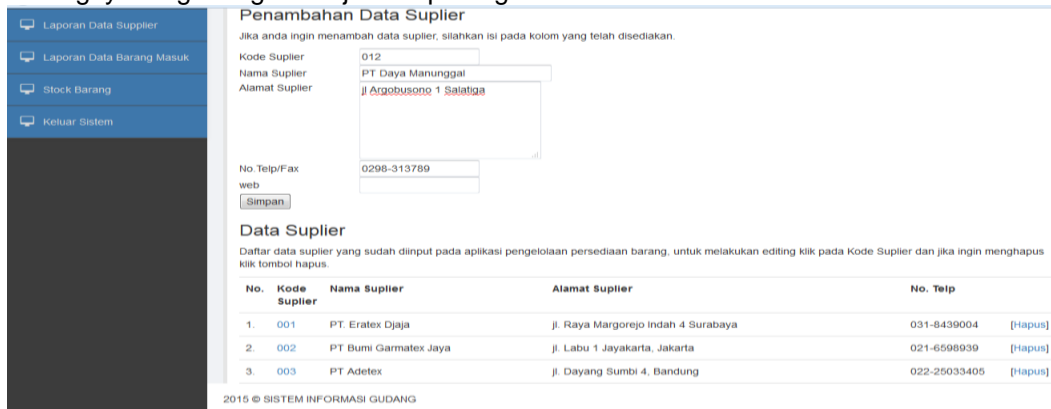 Penambahan Data Suplier
Laporan Data Supplier
Jika anda ingin menambah data suplier, silahkan isi pada kolom yang telah disediakan.
Laporan Data Barang Masuk
Kode Suplier 012
Nama Suplier PT Daya Manunggal
Stock Barang
Alamat Suplier jl Argobusono 1 Salatiga
Keluar Sistem
No.Telp/Fax 0298-313789
web
Simpan
Data Suplier
Daftar data suplier yang sudah diinput pada aplikasi pengelolaan persediaan barang, untuk melakukan editing klik pada Kode Suplier dan jika ingin menghapus
klik tombol hapus.
No. Kode Suplier Nama Suplier Alamat Suplier No. Telp
1. 001 PT. Eratex Djaja jl. Raya Margorejo Indah 4 Surabaya 031-8439004 [Hapus]
2. 002 PT Bumi Garmatex Jaya jl. Labu 1 Jayakarta, Jakarta 021-6598939 [Hapus]
3. 003 PT Adetex jl. Dayang Sumbi 4, Bandung 022-25033405 [Hapus]
2015 © SISTEM INFORMASI GUDANG